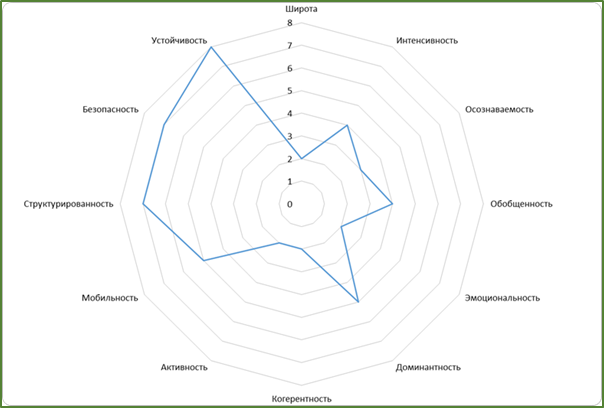 Широта
8
7
6
5
4
3
2
1
0
Интенсивность
Осознаваемость
Обобщенность
Эмоциональность
Доминантность
Когерентность
Активность
Мобильность
Структурированность
Безопасность
Устойчивость